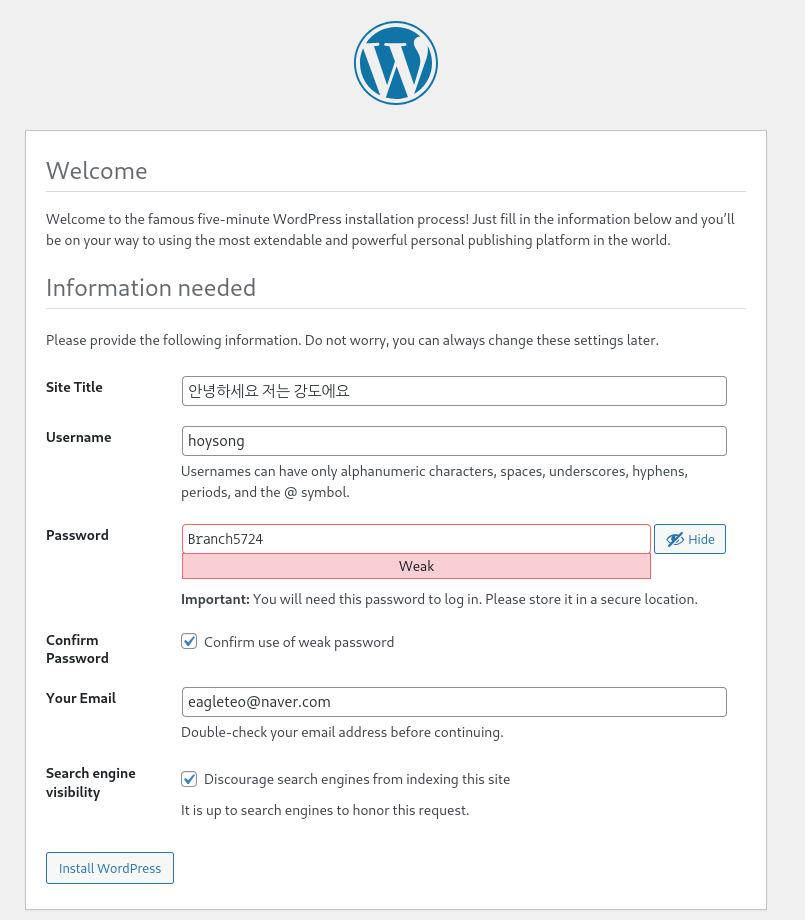 Welcome
Welcome to the famous five-minute WordPress installation process! Just fill in the information below and you’ll
be on your way to using the most extendable and powerful personal publishing platform in the world.
Information needed
Please provide the following information. Do not worry, you can always change these settings later.
Site Title
안녕하세요 저는 강도에요
Username
hoysong
Usernames can have only alphanumeric characters, spaces, underscores, hyphens,
periods, and the @ symbol.
Password
Branch5724
Hide
Weak
Important: You will need this password to log in. Please store it in a secure location.
Confirm
Password
Confirm use of weak password
Your Email
eagleteo@naver.com
Double-check your email address before continuing.
Search engine
visibility
Discourage search engines from indexing this site
It is up to search engines to honor this request.
Install WordPress